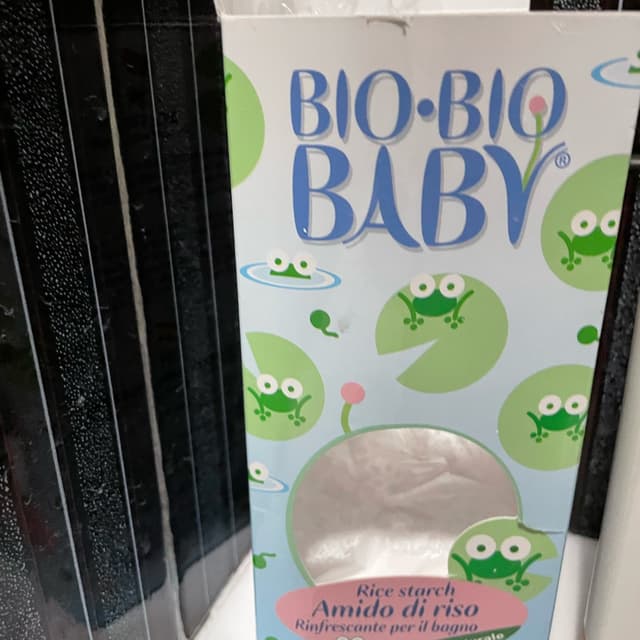 BIO•BIO
BABY®
Rice starch
Amido di riso
Rinfrescante per il bagno